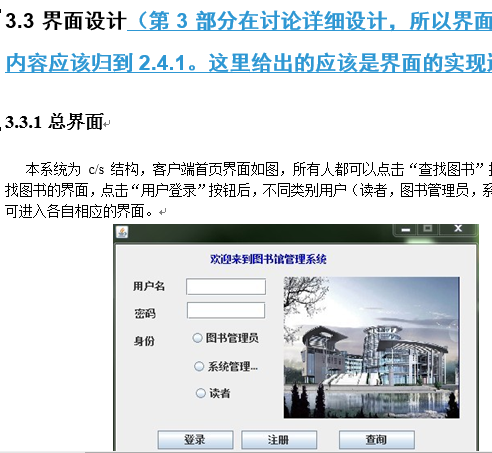 3.3 界面设计（第 3 部分在讨论详细设计，所以界面
内容应该归到 2.4.1。这里给出的应该是界面的实现
3.3.1 总界面
本系统为 c/s 结构，客户端首页界面如图，所有人都可以点击“查找图书”
找图书的界面，点击“用户登录”按钮后，不同类别用户（读者，图书管理员，系
可进入各自相应的界面。
欢迎来到图书馆管理系统
用户名
密码
身份
图书管理员
系统管理...
读者
登录 注册 查询